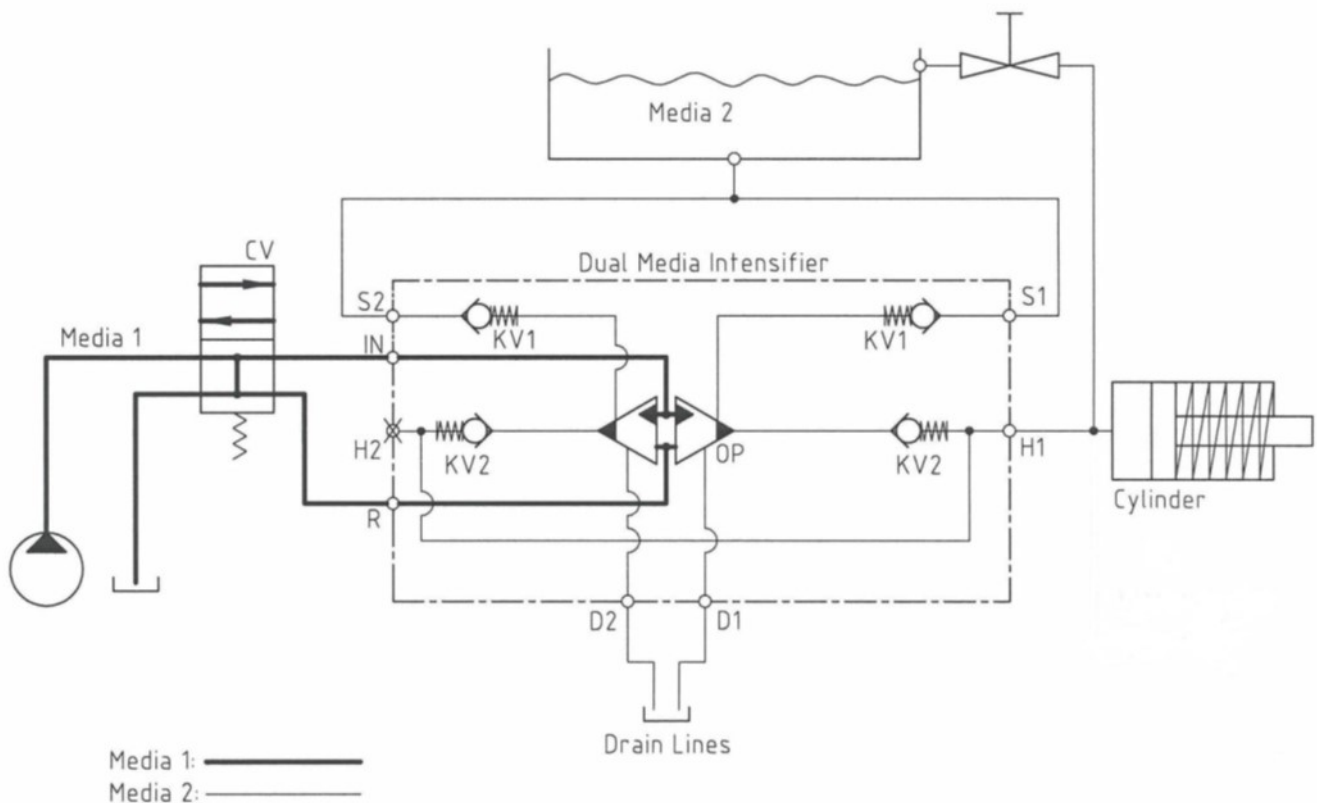 Media 2
CV
Dual Media Intensifier
S2
S1
KV1
KV1
Media 1
IN
H2
KV2
OP
KV2
H1
Cylinder
R
D2
D1
Drain Lines
Media 1:
Media 2: